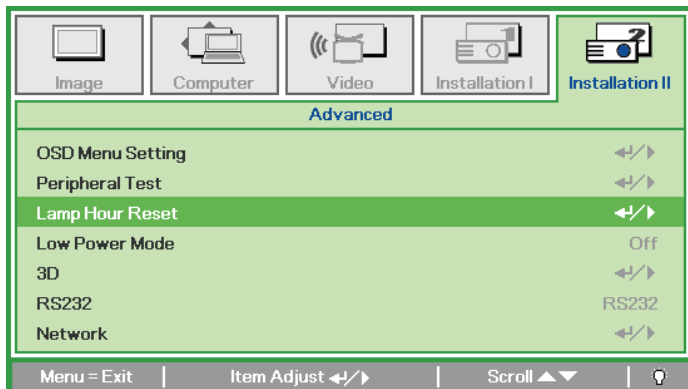 Image Computer Video Installation I Installation II
Advanced
OSD Menu Setting
Peripheral Test
Lamp Hour Reset
Low Power Mode Off
3D
RS232 RS232
Network
Menu = Exit Item Adjust Scroll